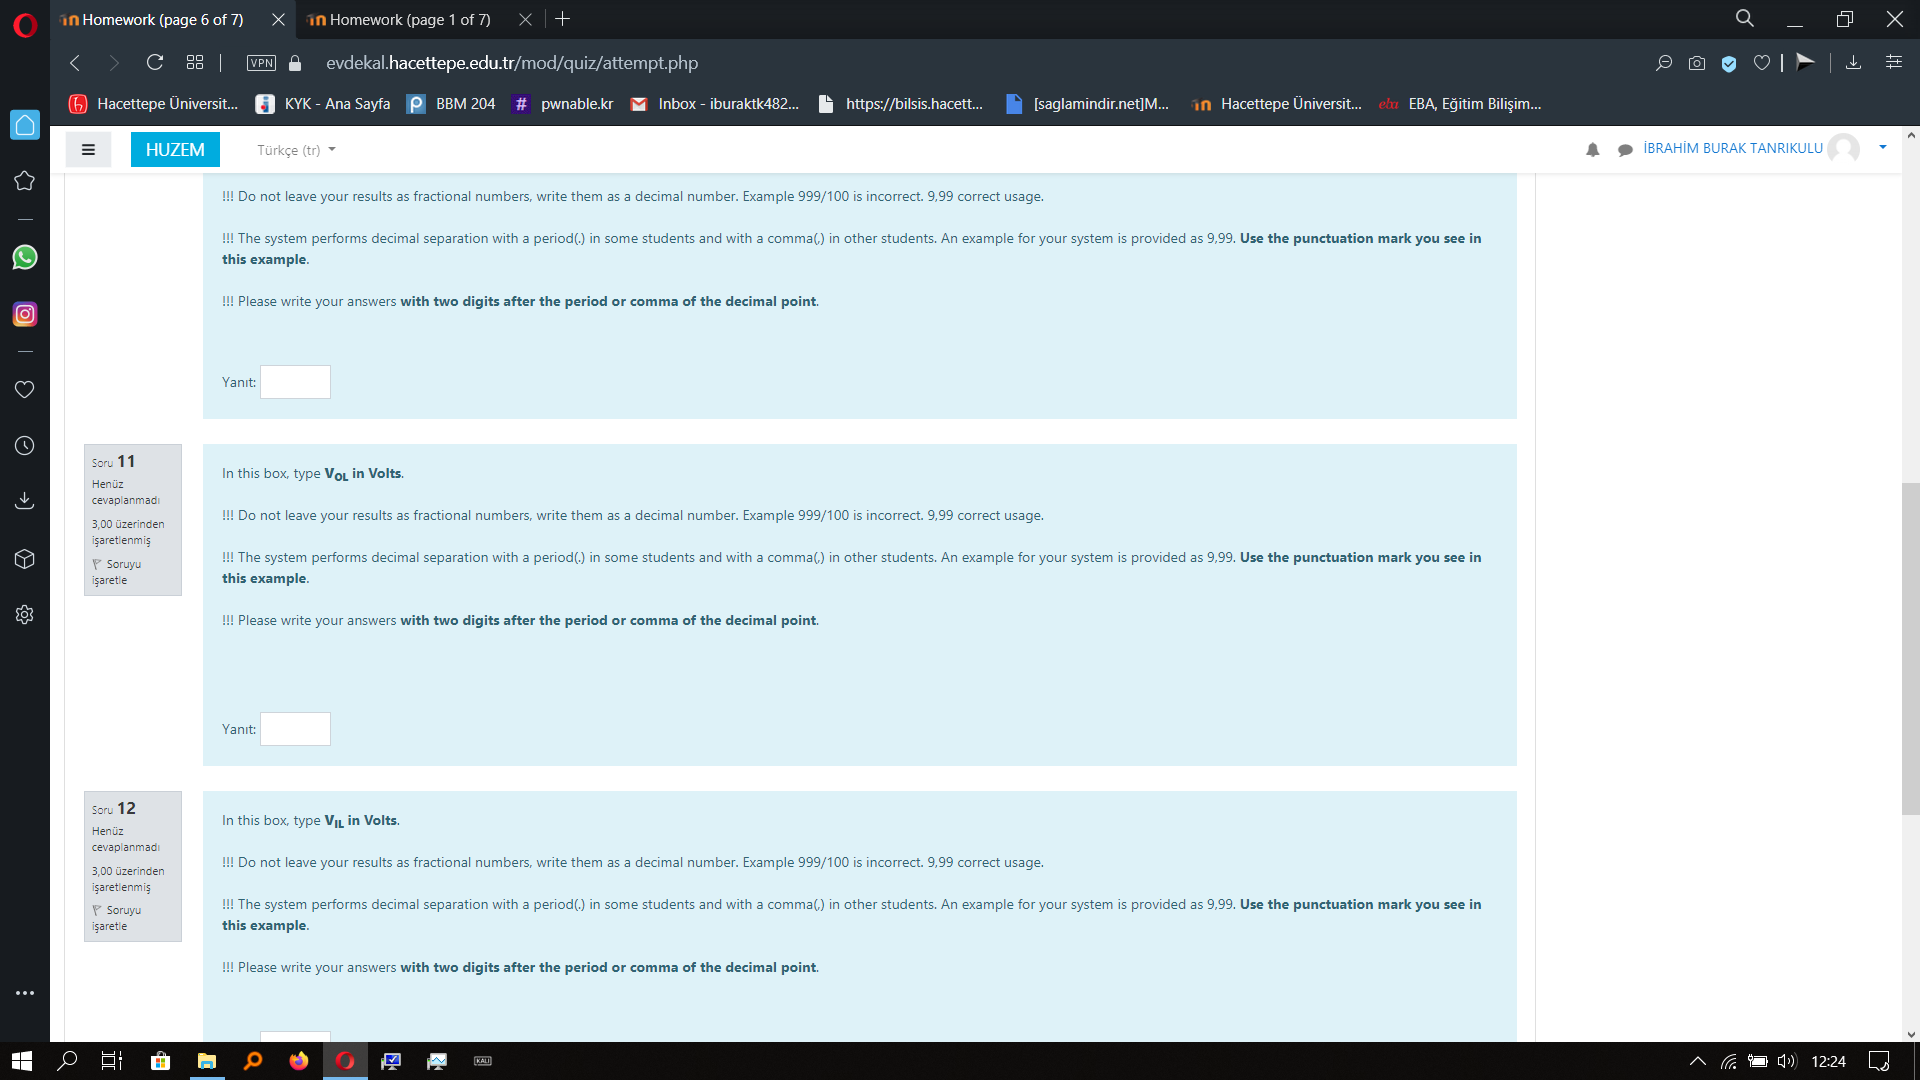 Homework (page 6 of 7)
Homework (page 1 of 7)
VPN
evdekal.hacettepe.edu.tr/mod/quiz/attempt.php
Hacettepe Üniversit...
KYK - Ana Sayfa
BBM 204
pwnable.kr
Inbox - iburaktk482...
https://bilsis.hacett...
[saglamindir.net]M...
Hacettepe Üniversit...
EBA, Eğitim Bilişim...
HUZEM
Türkçe (tr)
İBRAHİM BURAK TANRIKULU
!!! Do not leave your results as fractional numbers, write them as a decimal number. Example 999/100 is incorrect. 9,99 correct usage.
!!! The system performs decimal separation with a period(.) in some students and with a comma(,) in other students. An example for your system is provided as 9,99. Use the punctuation mark you see in
this example.
!!! Please write your answers with two digits after the period or comma of the decimal point.
Yanıt:
Soru 11
Henüz
cevaplanmadı
3,00 üzerinden
işaretlenmiş
Soruyu
işaretle
In this box, type VOL in Volts.
!!! Do not leave your results as fractional numbers, write them as a decimal number. Example 999/100 is incorrect. 9,99 correct usage.
!!! The system performs decimal separation with a period(.) in some students and with a comma(,) in other students. An example for your system is provided as 9,99. Use the punctuation mark you see in
this example.
!!! Please write your answers with two digits after the period or comma of the decimal point.
Yanıt:
Soru 12
Henüz
cevaplanmadı
3,00 üzerinden
işaretlenmiş
Soruyu
işaretle
In this box, type VIL in Volts.
!!! Do not leave your results as fractional numbers, write them as a decimal number. Example 999/100 is incorrect. 9,99 correct usage.
!!! The system performs decimal separation with a period(.) in some students and with a comma(,) in other students. An example for your system is provided as 9,99. Use the punctuation mark you see in
this example.
!!! Please write your answers with two digits after the period or comma of the decimal point.
KALI
12:24